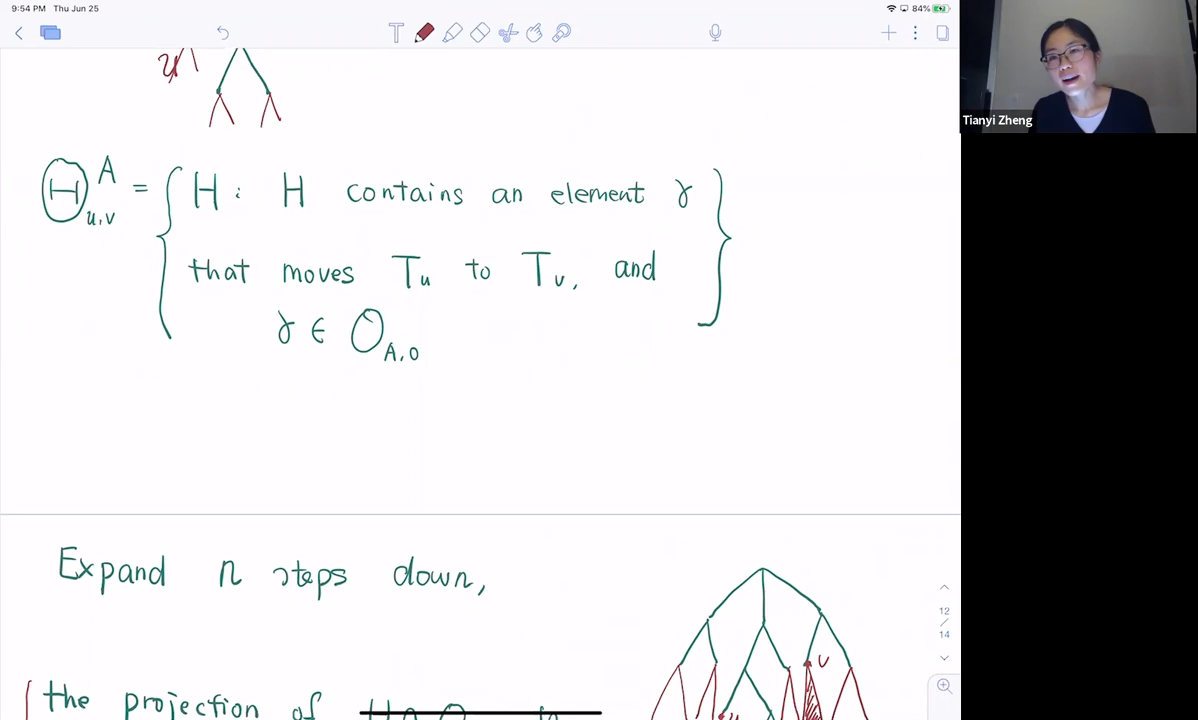 9:54 PM Thu Jun 25
84%
Tianyi Zheng
u
Θ^A_{u,v} = { H : H contains an element γ
that moves T_u to T_v, and
γ ∈ O_{A,0} }
Expand n steps down,
v
u
the projection of
12
/
14